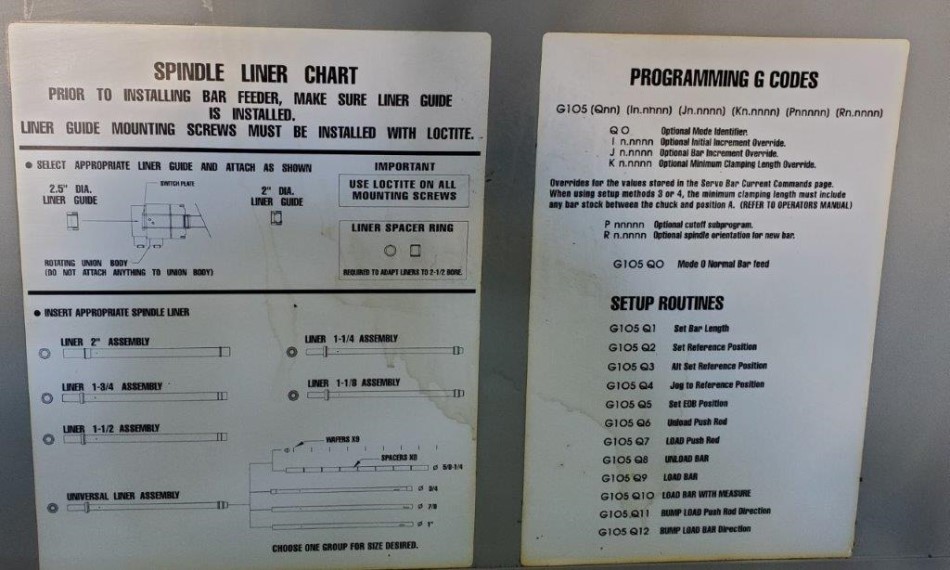 SPINDLE LINER CHART
PRIOR TO INSTALLING BAR FEEDER, MAKE SURE LINER GUIDE
IS INSTALLED.
LINER GUIDE MOUNTING SCREWS MUST BE INSTALLED WITH LOCTITE.
● SELECT APPROPRIATE LINER GUIDE AND ATTACH AS SHOWN
2.5" DIA.
LINER GUIDE
SWITCH PLATE
2" DIA.
LINER GUIDE
ROTATING UNION BODY
(DO NOT ATTACH ANYTHING TO UNION BODY)
IMPORTANT
USE LOCTITE ON ALL
MOUNTING SCREWS
LINER SPACER RING
REQUIRED TO ADAPT LINERS TO 2-1/2 BORE.
● INSERT APPROPRIATE SPINDLE LINER
LINER 2" ASSEMBLY
LINER 1-1/4 ASSEMBLY
LINER 1-3/4 ASSEMBLY
LINER 1-1/8 ASSEMBLY
LINER 1-1/2 ASSEMBLY
WAFERS X9
SPACERS X8
Ø 5/8-1/4
UNIVERSAL LINER ASSEMBLY
Ø 3/4
Ø 7/8
Ø 1"
CHOOSE ONE GROUP FOR SIZE DESIRED.
PROGRAMMING G CODES
G105 (Qnn) (In.nnnn) (Jn.nnnn) (Kn.nnnn) (Pnnnnn) (Rn.nnnn)
Q 0 Optional Mode Identifier.
I n.nnnn Optional Initial Increment Override.
J n.nnnn Optional Bar Increment Override.
K n.nnnn Optional Minimum Clamping Length Override.
Overrides for the values stored in the Servo Bar Current Commands page.
When using setup methods 3 or 4, the minimum clamping length must include
any bar stock between the chuck and position A. (REFER TO OPERATORS MANUAL)
P nnnnn Optional cutoff subprogram.
R n.nnnn Optional spindle orientation for new bar.
G105 Q0 Mode 0 Normal Bar feed
SETUP ROUTINES
G105 Q1 Set Bar Length
G105 Q2 Set Reference Position
G105 Q3 Alt Set Reference Position
G105 Q4 Jog to Reference Position
G105 Q5 Set EOB Position
G105 Q6 Unload Push Rod
G105 Q7 LOAD Push Rod
G105 Q8 UNLOAD BAR
G105 Q9 LOAD BAR
G105 Q10 LOAD BAR WITH MEASURE
G105 Q11 BUMP LOAD Push Rod Direction
G105 Q12 BUMP LOAD BAR Direction